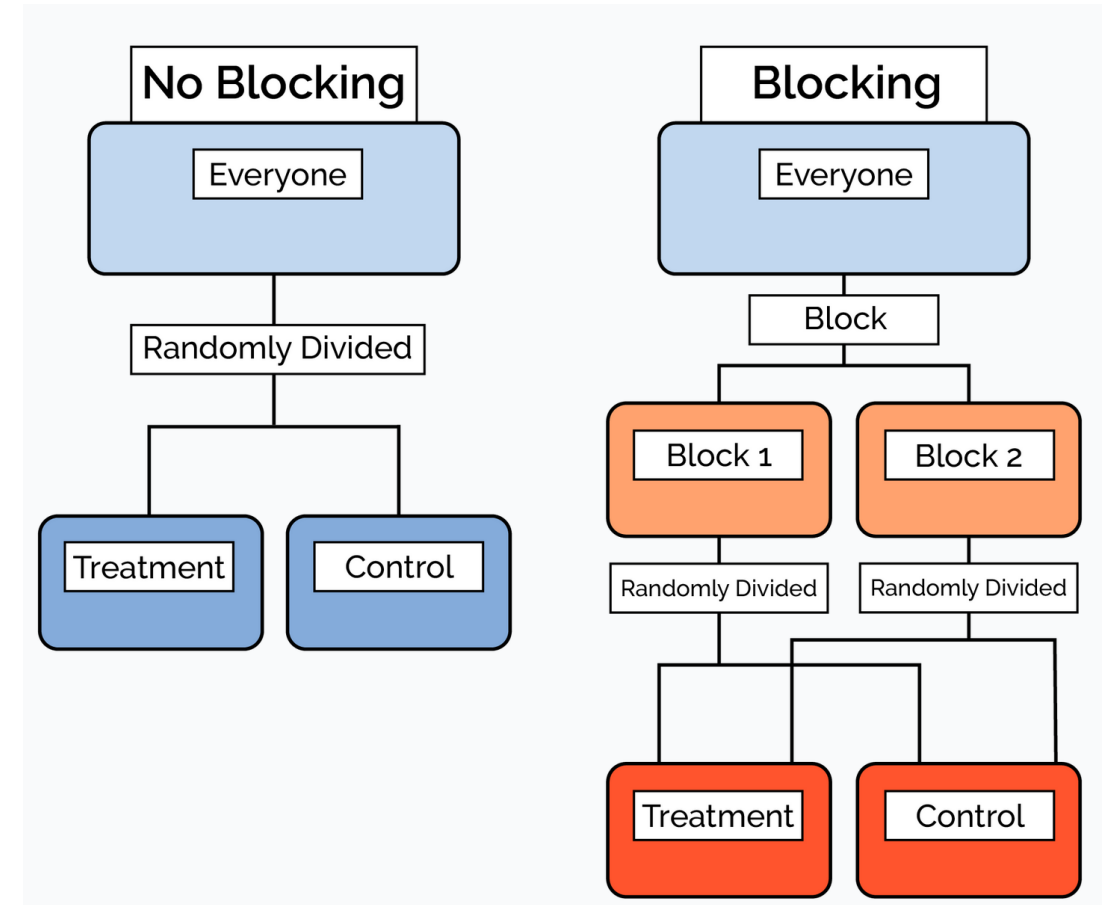 No Blocking
Everyone
Randomly Divided
Treatment
Control
Blocking
Everyone
Block
Block 1
Block 2
Randomly Divided
Randomly Divided
Treatment
Control